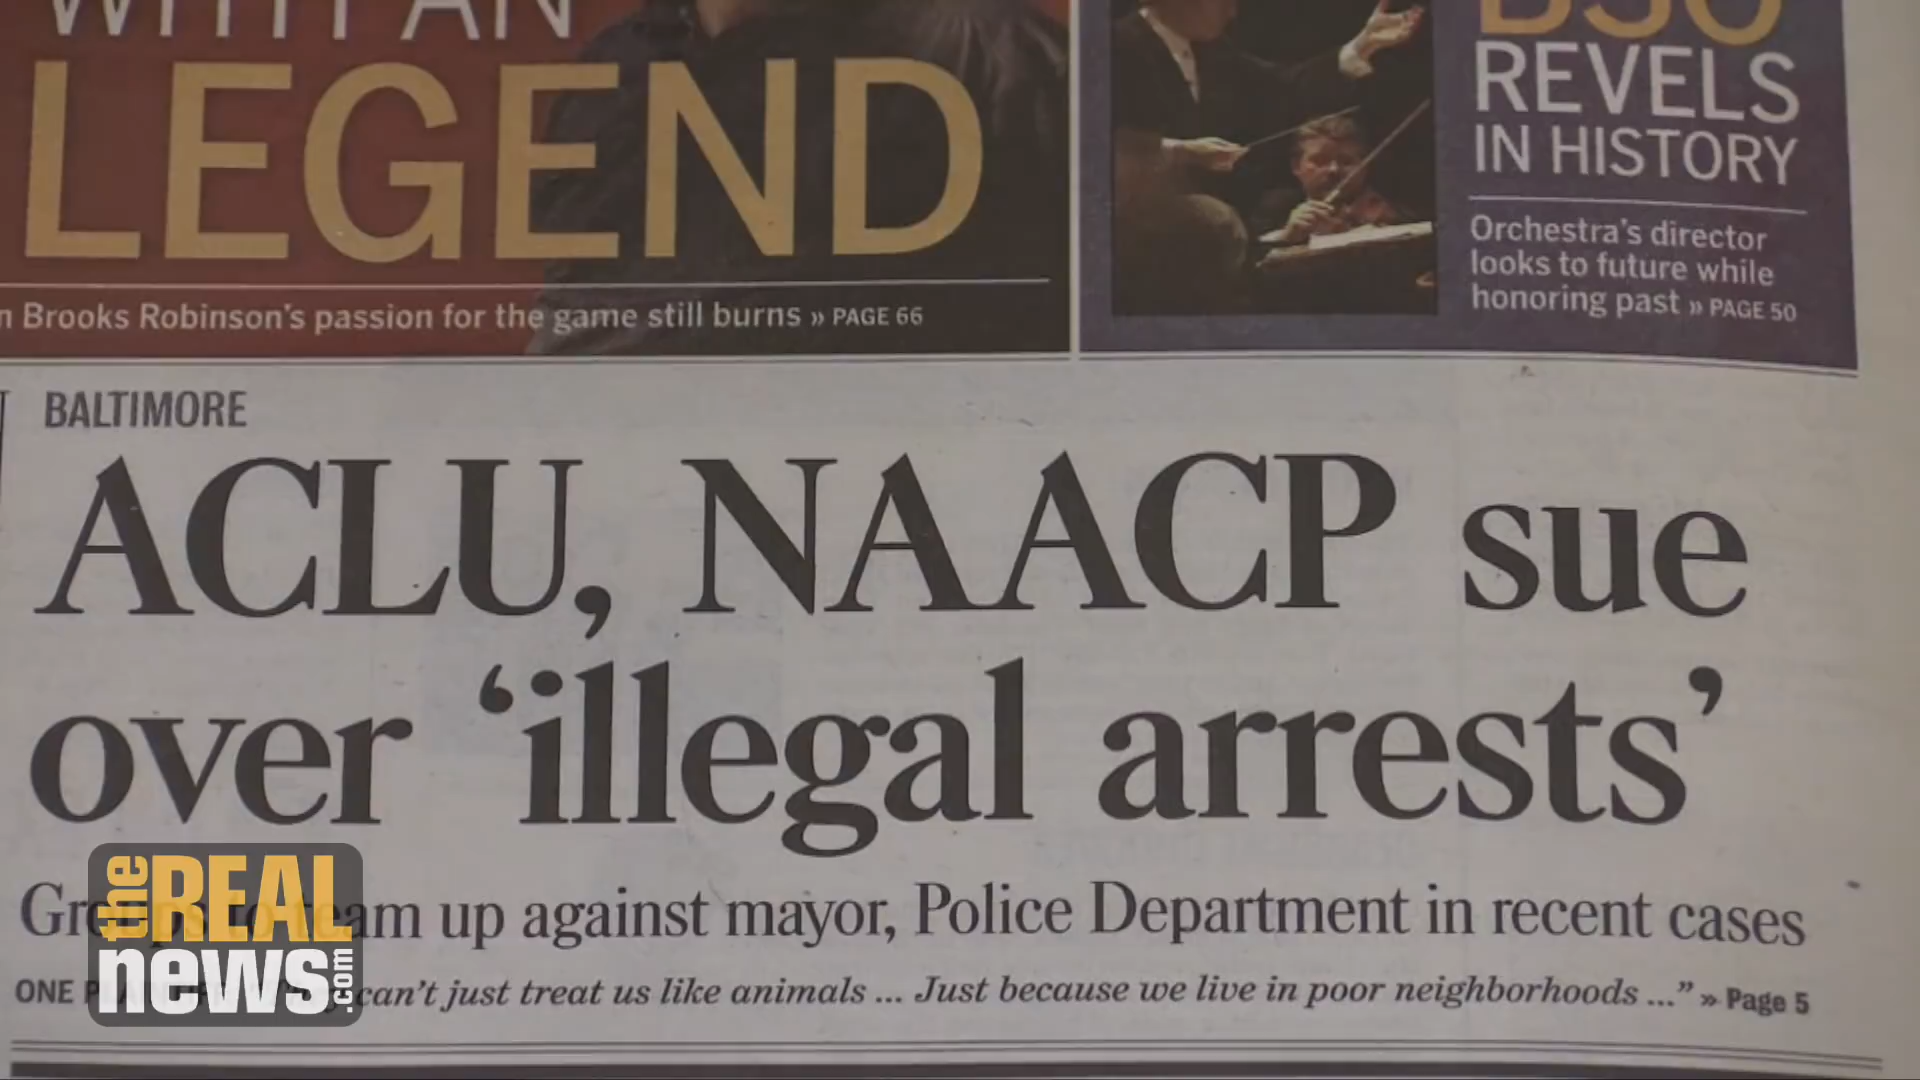 WITH AN
LEGEND
Brooks Robinson's passion for the game still burns » PAGE 66
BSO
REVELS
IN HISTORY
Orchestra's director
looks to future while
honoring past » PAGE 50
BALTIMORE
ACLU, NAACP sue
over ‘illegal arrests’
Groups to team up against mayor, Police Department in recent cases
ONE can't just treat us like animals ... Just because we live in poor neighborhoods ...” » Page 5
the REAL news.com